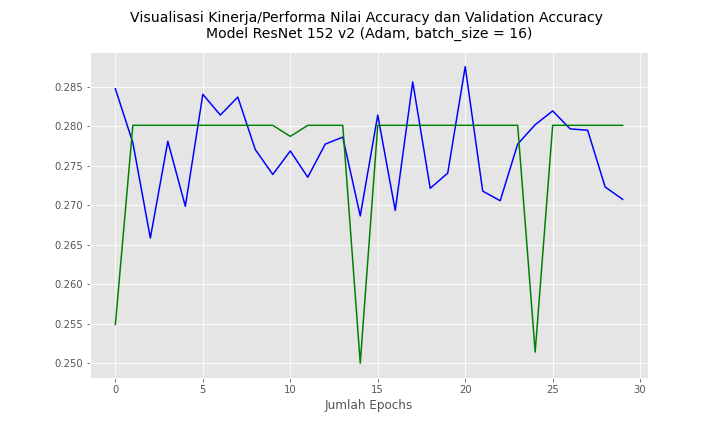 Visualisasi Kinerja/Performa Nilai Accuracy dan Validation Accuracy
Model ResNet 152 v2 (Adam, batch_size = 16)
0.285
0.280
0.275
0.270
0.265
0.260
0.255
0.250
0 5 10 15 20 25 30
Jumlah Epochs